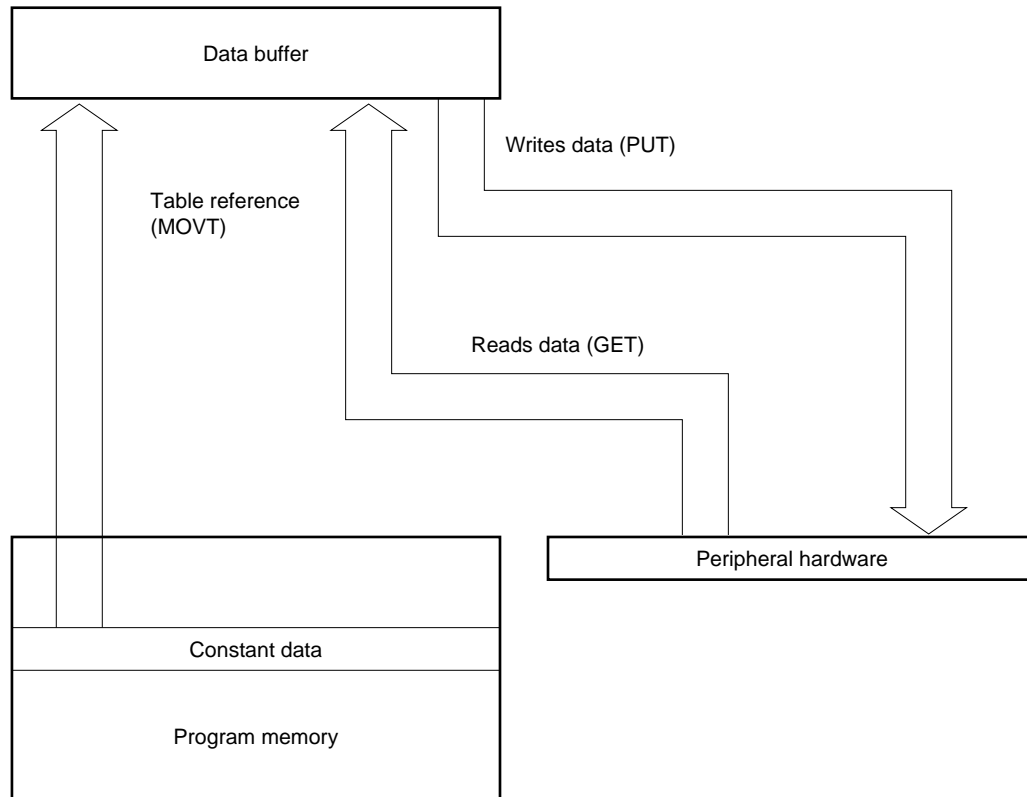 Data buffer
Writes data (PUT)
Table reference
(MOVT)
Reads data (GET)
Peripheral hardware
Constant data
Program memory